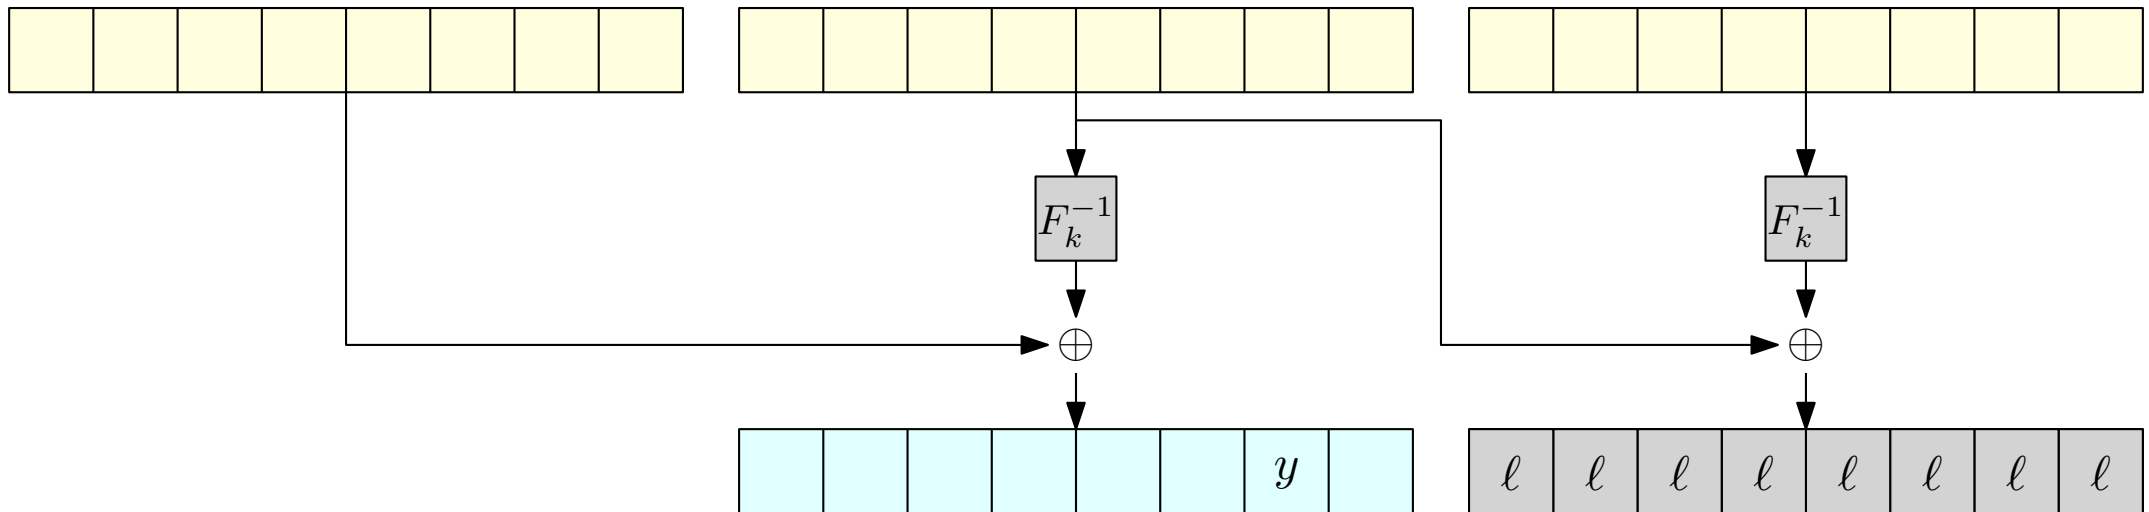 F_k^{-1} F_k^{-1}
y ℓ ℓ ℓ ℓ ℓ ℓ ℓ ℓ